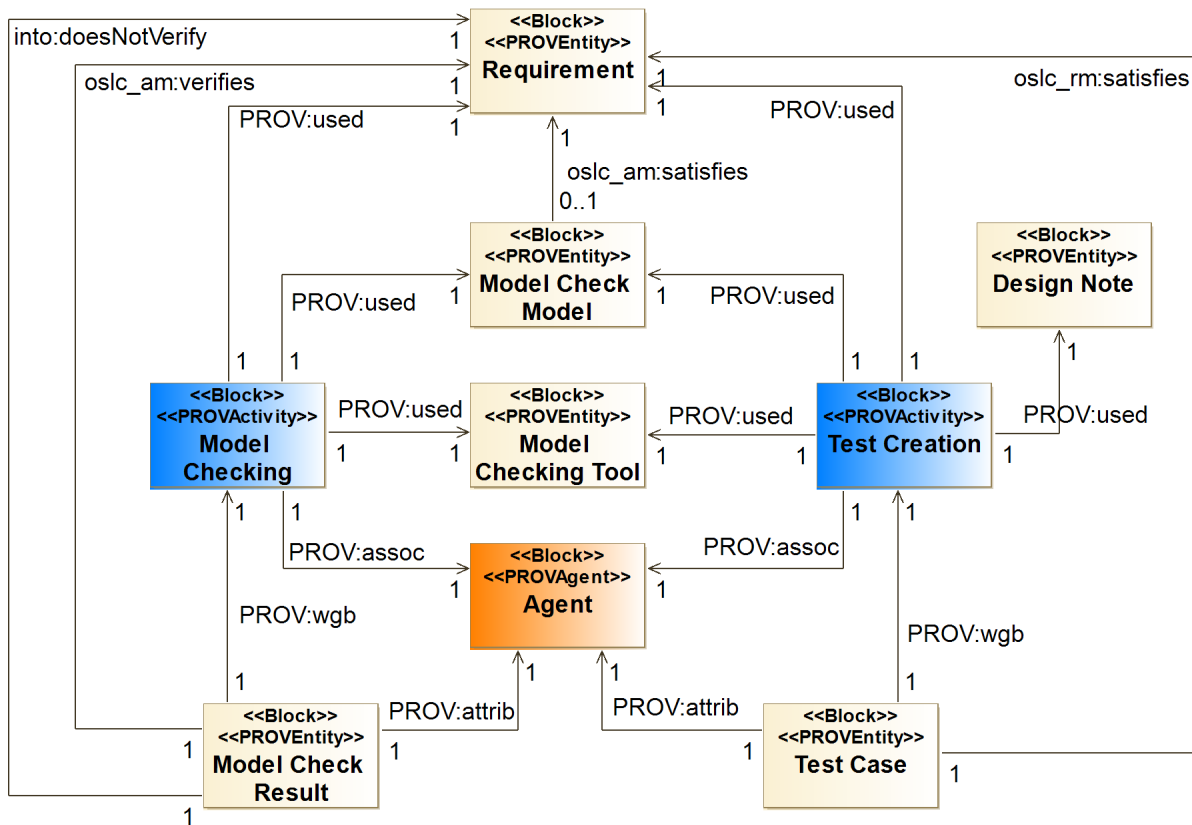 <<Block>>
<<PROVEntity>>
Requirement
into:doesNotVerify
1
oslc_am:verifies
1
PROV:used
1
1
1
PROV:used
oslc_rm:satisfies
1
oslc_am:satisfies
0..1
<<Block>>
<<PROVEntity>>
Model Check
Model
<<Block>>
<<PROVEntity>>
Design Note
PROV:used
1
PROV:used
1
1
1
1
1
1
<<Block>>
<<PROVActivity>>
Model
Checking
PROV:used
1
1
<<Block>>
<<PROVEntity>>
Model
Checking Tool
PROV:used
1
1
<<Block>>
<<PROVActivity>>
Test Creation
PROV:used
1
1
1
PROV:assoc
1
<<Block>>
<<PROVAgent>>
Agent
1
PROV:assoc
1
1
PROV:wgb
PROV:wgb
1
1
1
1
<<Block>>
<<PROVEntity>>
Model Check
Result
PROV:attrib
1
PROV:attrib
1
<<Block>>
<<PROVEntity>>
Test Case
1
1
1